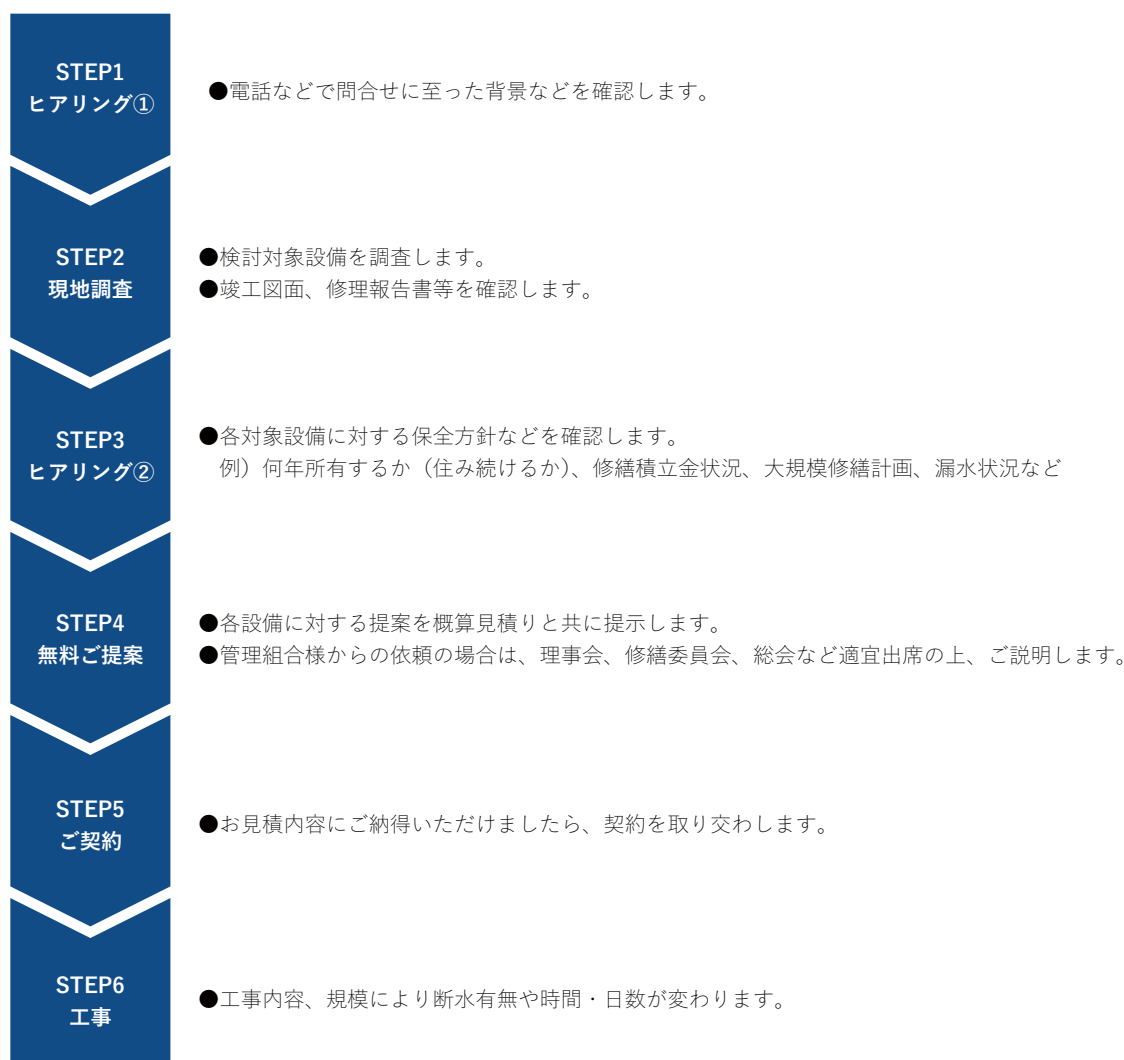 STEP1
ヒアリング①
●電話などで問合せに至った背景などを確認します。
STEP2
現地調査
●検討対象設備を調査します。
●竣工図面、修理報告書等を確認します。
STEP3
ヒアリング②
●各対象設備に対する保全方針などを確認します。
例）何年所有するか（住み続けるか）、修繕積立金状況、大規模修繕計画、漏水状況など
STEP4
無料ご提案
●各設備に対する提案を概算見積りと共に提示します。
●管理組合様からの依頼の場合は、理事会、修繕委員会、総会など適宜出席の上、ご説明します。
STEP5
ご契約
●お見積内容にご納得いただけましたら、契約を取り交わします。
STEP6
工事
●工事内容、規模により断水有無や時間・日数が変わります。